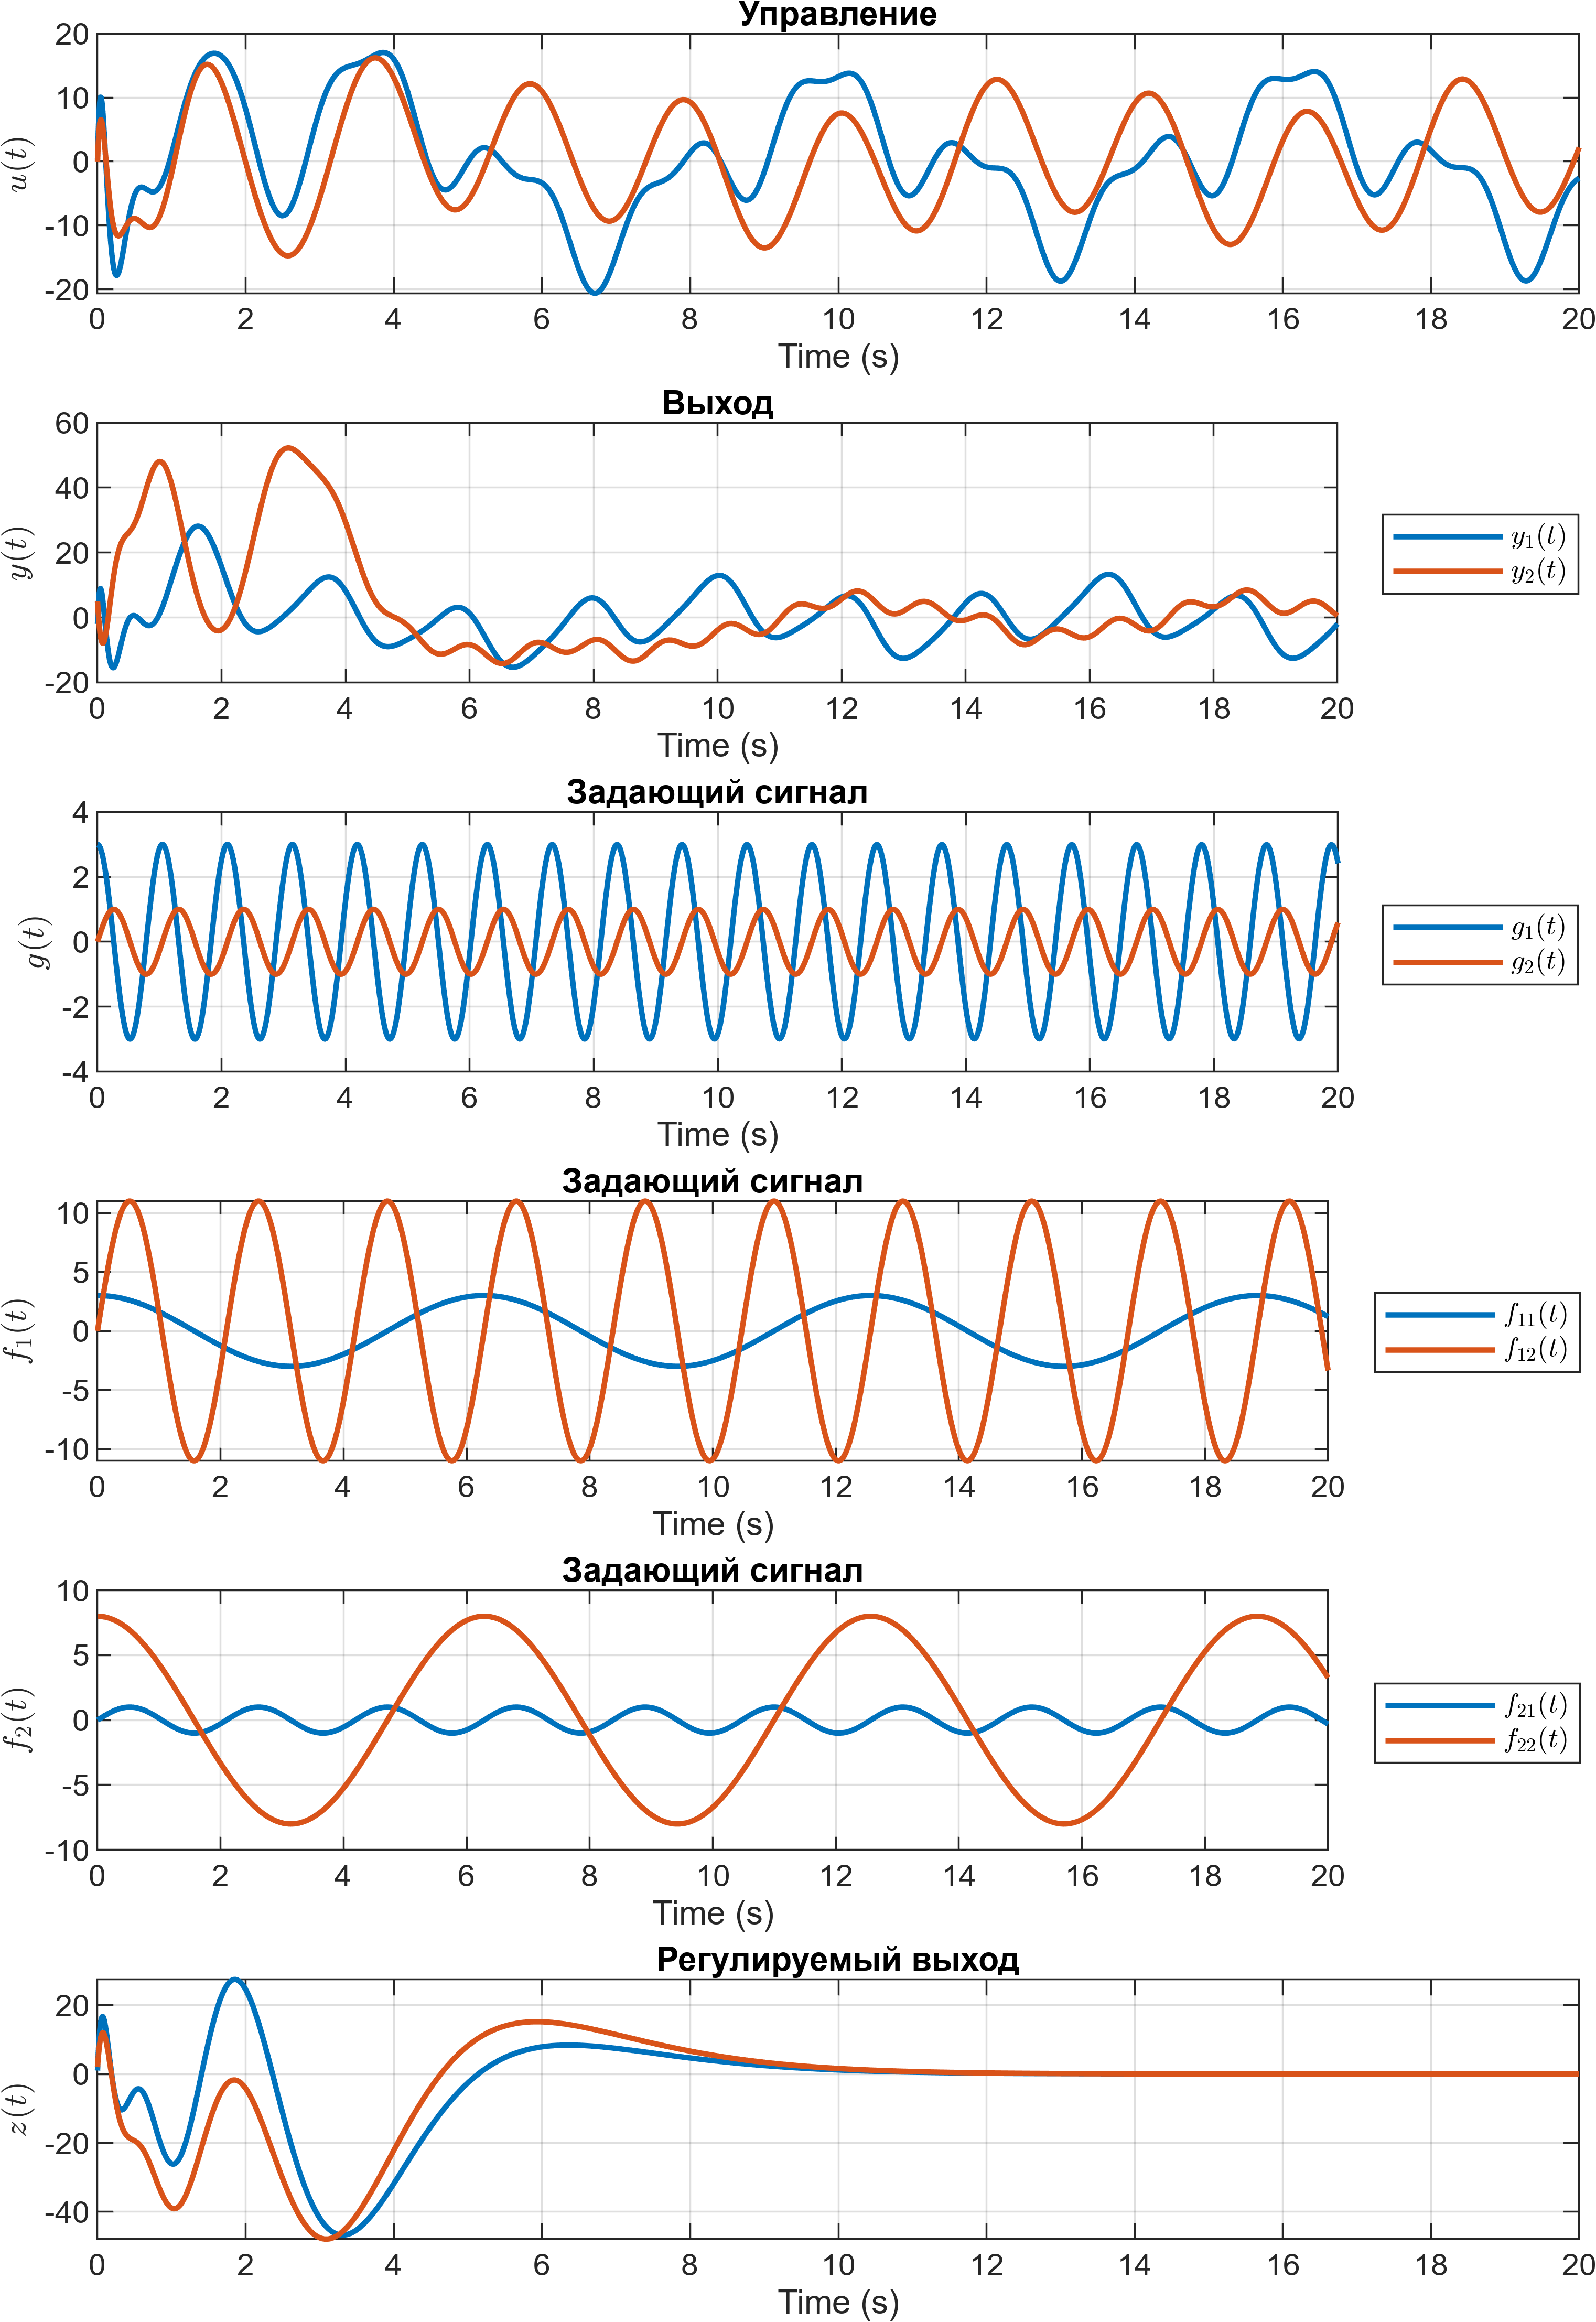 Управление
20
10
0
-10
-20
u(t)
0 2 4 6 8 10 12 14 16 18 20
Time (s)
Выход
60
40
20
0
-20
y(t)
y₁(t)
y₂(t)
0 2 4 6 8 10 12 14 16 18 20
Time (s)
Задающий сигнал
4
2
0
-2
-4
g(t)
g₁(t)
g₂(t)
0 2 4 6 8 10 12 14 16 18 20
Time (s)
Задающий сигнал
10
5
0
-5
-10
f₁(t)
f₁₁(t)
f₁₂(t)
0 2 4 6 8 10 12 14 16 18 20
Time (s)
Задающий сигнал
10
5
0
-5
-10
f₂(t)
f₂₁(t)
f₂₂(t)
0 2 4 6 8 10 12 14 16 18 20
Time (s)
Регулируемый выход
20
0
-20
-40
z(t)
0 2 4 6 8 10 12 14 16 18 20
Time (s)